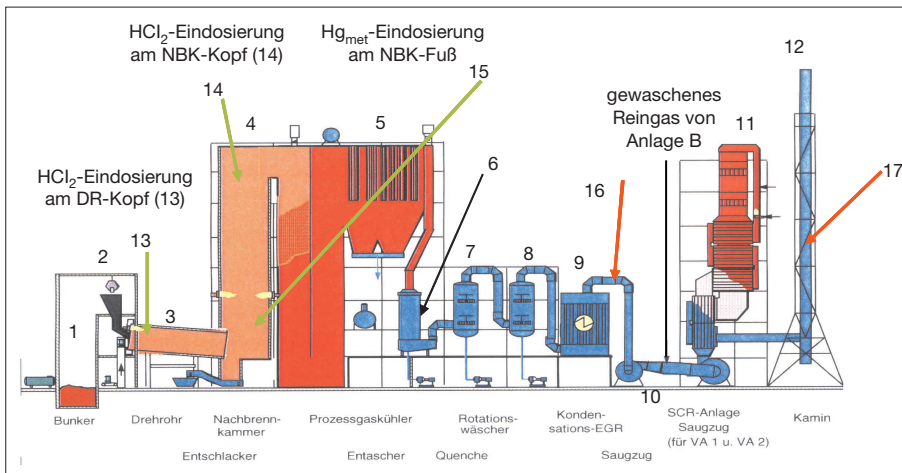 HCl2-Eindosierung
am NBK-Kopf (14)
Hgmet-Eindosierung
am NBK-Fuß
12
15
gewaschenes
Reingas von
Anlage B
14
4
5
11
HCl2-Eindosierung
am DR-Kopf (13)
6
16
17
13
2
7
8
9
3
1
10
Bunker
Drehrohr
Nachbrenn-
kammer
Prozessgaskühler
Rotations-
wäscher
Konden-
sations-EGR
SCR-Anlage
Saugzug
(für VA 1 u. VA 2)
Kamin
Entschlacker
Entascher
Quenche
Saugzug